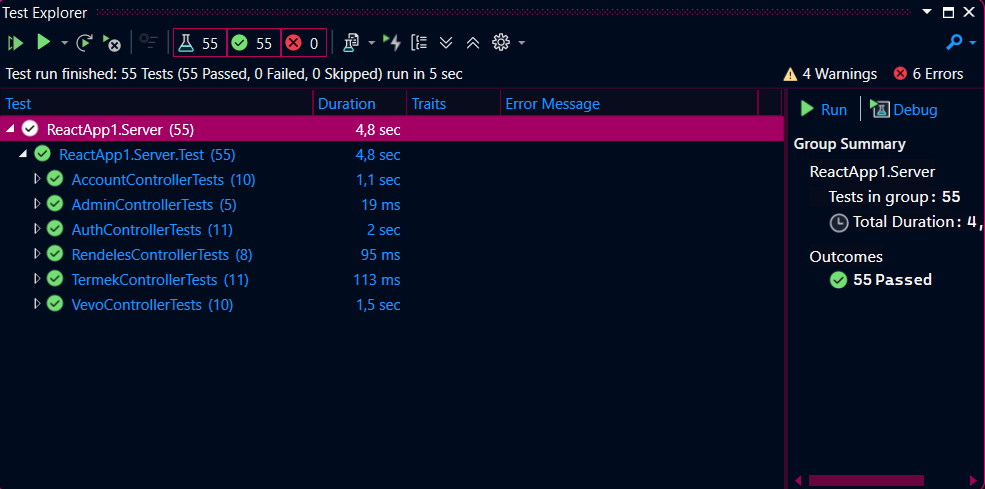 Test Explorer
55 55 0
Test run finished: 55 Tests (55 Passed, 0 Failed, 0 Skipped) run in 5 sec 4 Warnings 6 Errors
Test Duration Traits Error Message
Run Debug
ReactApp1.Server (55) 4,8 sec
Group Summary
ReactApp1.Server.Test (55) 4,8 sec
ReactApp1.Server
AccountControllerTests (10) 1,1 sec
Tests in group: 55
AdminControllerTests (5) 19 ms
Total Duration: 4,
AuthControllerTests (11) 2 sec
RendelesControllerTests (8) 95 ms
Outcomes
TermekControllerTests (11) 113 ms
55 Passed
VevoControllerTests (10) 1,5 sec